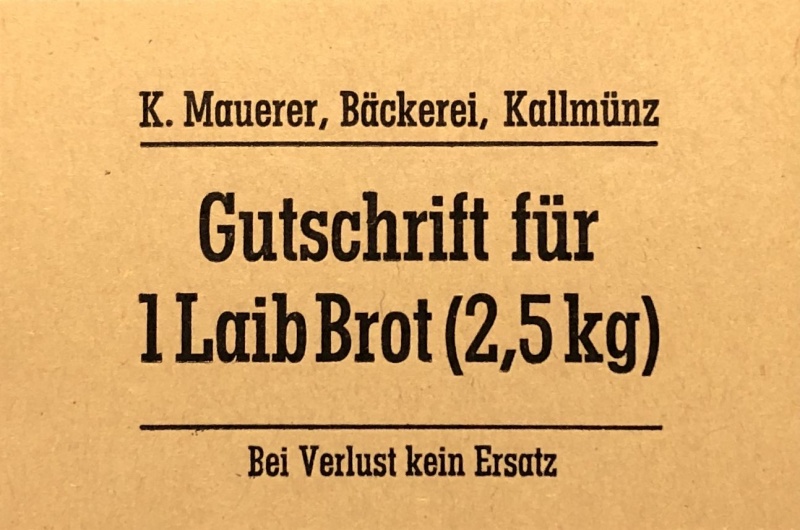 K. Mauerer, Bäckerei, Kallmünz
Gutschrift für
1 Laib Brot (2,5 kg)
Bei Verlust kein Ersatz